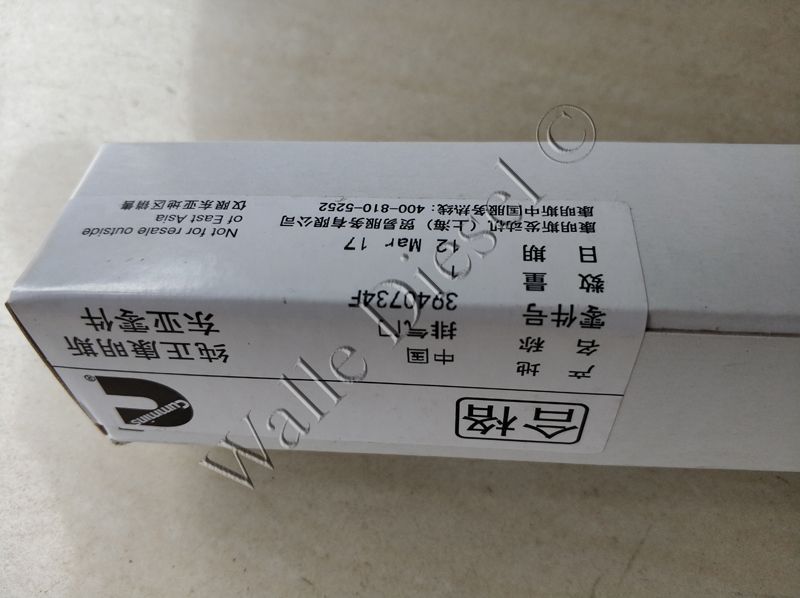 Cummins
®
合格
纯正康明斯
东亚零件
Not for resale outside
of East Asia
仅限东亚地区销售
产地 中国
名称 排气门
零件号 3940734F
数量 1
日期 12 Mar 17
康明斯发动机（上海）贸易服务有限公司
康明斯中国服务热线：400-810-5252
Walle Diesel ©